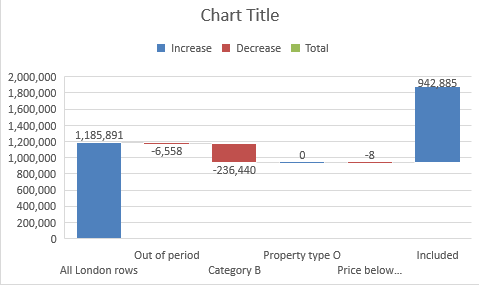 Chart Title
Increase Decrease Total
2,000,000
1,800,000
1,600,000
1,400,000
1,200,000
1,000,000
800,000
600,000
400,000
200,000
0
1,185,891
-6,558
-236,440
0
-8
942,885
All London rows
Out of period
Category B
Property type O
Price below...
Included